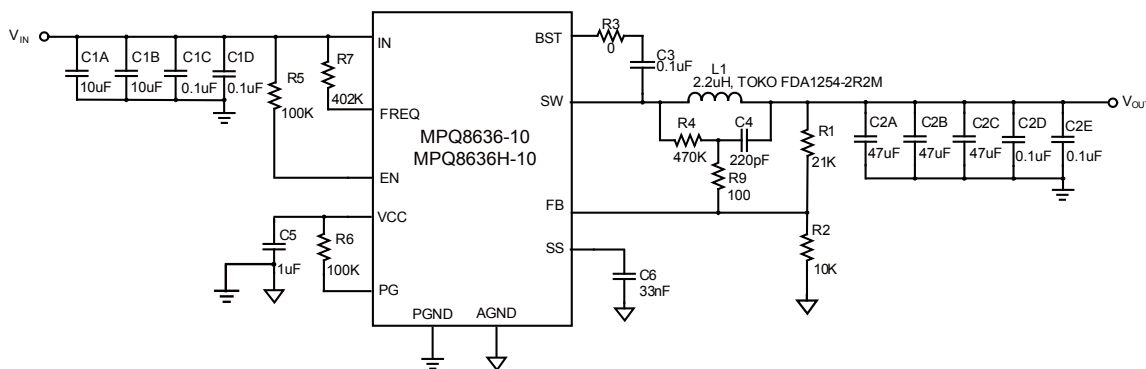 VIN
C1A
10uF
C1B
10uF
C1C
0.1uF
C1D
0.1uF
R5
100K
R7
402K
IN
FREQ
EN
VCC
PG
PGND
AGND
MPQ8636-10
MPQ8636H-10
BST
SW
FB
SS
R3
0
C3
0.1uF
L1
2.2uH, TOKO FDA1254-2R2M
R4
470K
C4
220pF
R9
100
R1
21K
R2
10K
C2A
47uF
C2B
47uF
C2C
47uF
C2D
0.1uF
C2E
0.1uF
VOUT
C5
1uF
R6
100K
C6
33nF